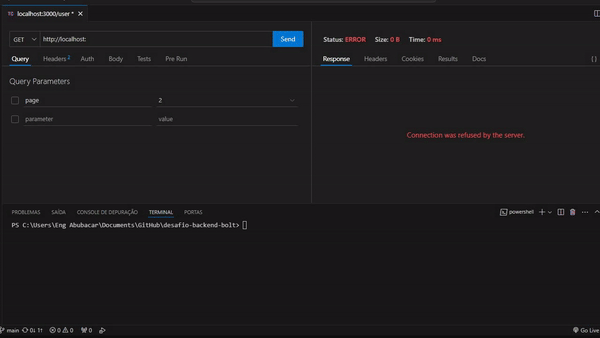 TC localhost:3000/user * ×
GET http://localhost: Send
Query Headers 2 Auth Body Tests Pre Run
Query Parameters
page 2
parameter value
Status: ERROR Size: 0 B Time: 0 ms
Response Headers Cookies Results Docs { }
Connection was refused by the server.
PROBLEMAS SAÍDA CONSOLE DE DEPURAÇÃO TERMINAL PORTAS powershell
PS C:\Users\Eng Abubacar\Documents\GitHub\desafio-backend-bolt>
main 0↓ 1↑ 0 0 0 Go Live